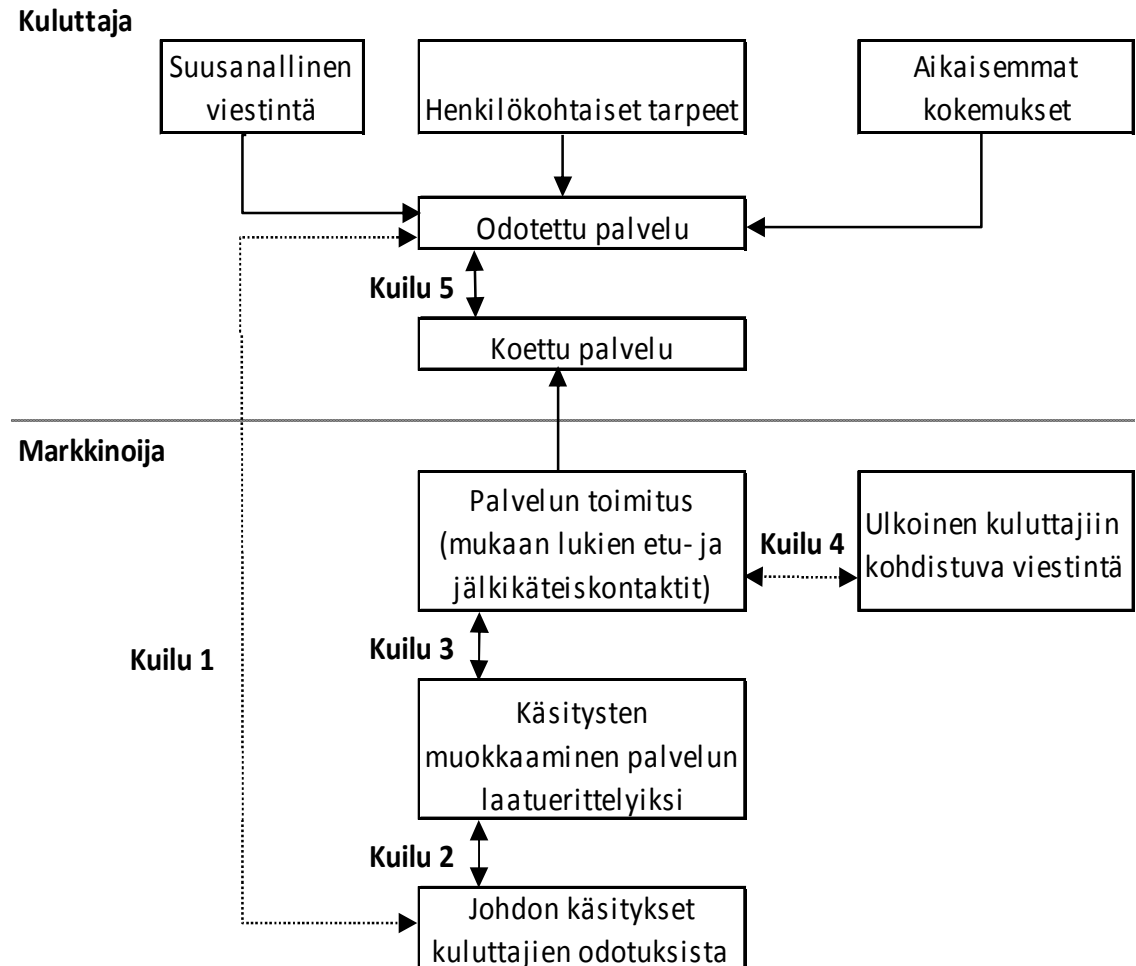 Kuluttaja
Suusanallinen
viestintä
Henkilökohtaiset tarpeet
Aikaisemmat
kokemukset
Odotettu palvelu
Kuilu 5
Koettu palvelu
Markkinoija
Palvelun toimitus
(mukaan lukien etu- ja
jälkikäteiskontaktit)
Kuilu 4
Ulkoinen kuluttajiin
kohdistuva viestintä
Kuilu 1
Kuilu 3
Käsitysten
muokkaaminen palvelun
laatuerittelyiksi
Kuilu 2
Johdon käsitykset
kuluttajien odotuksista